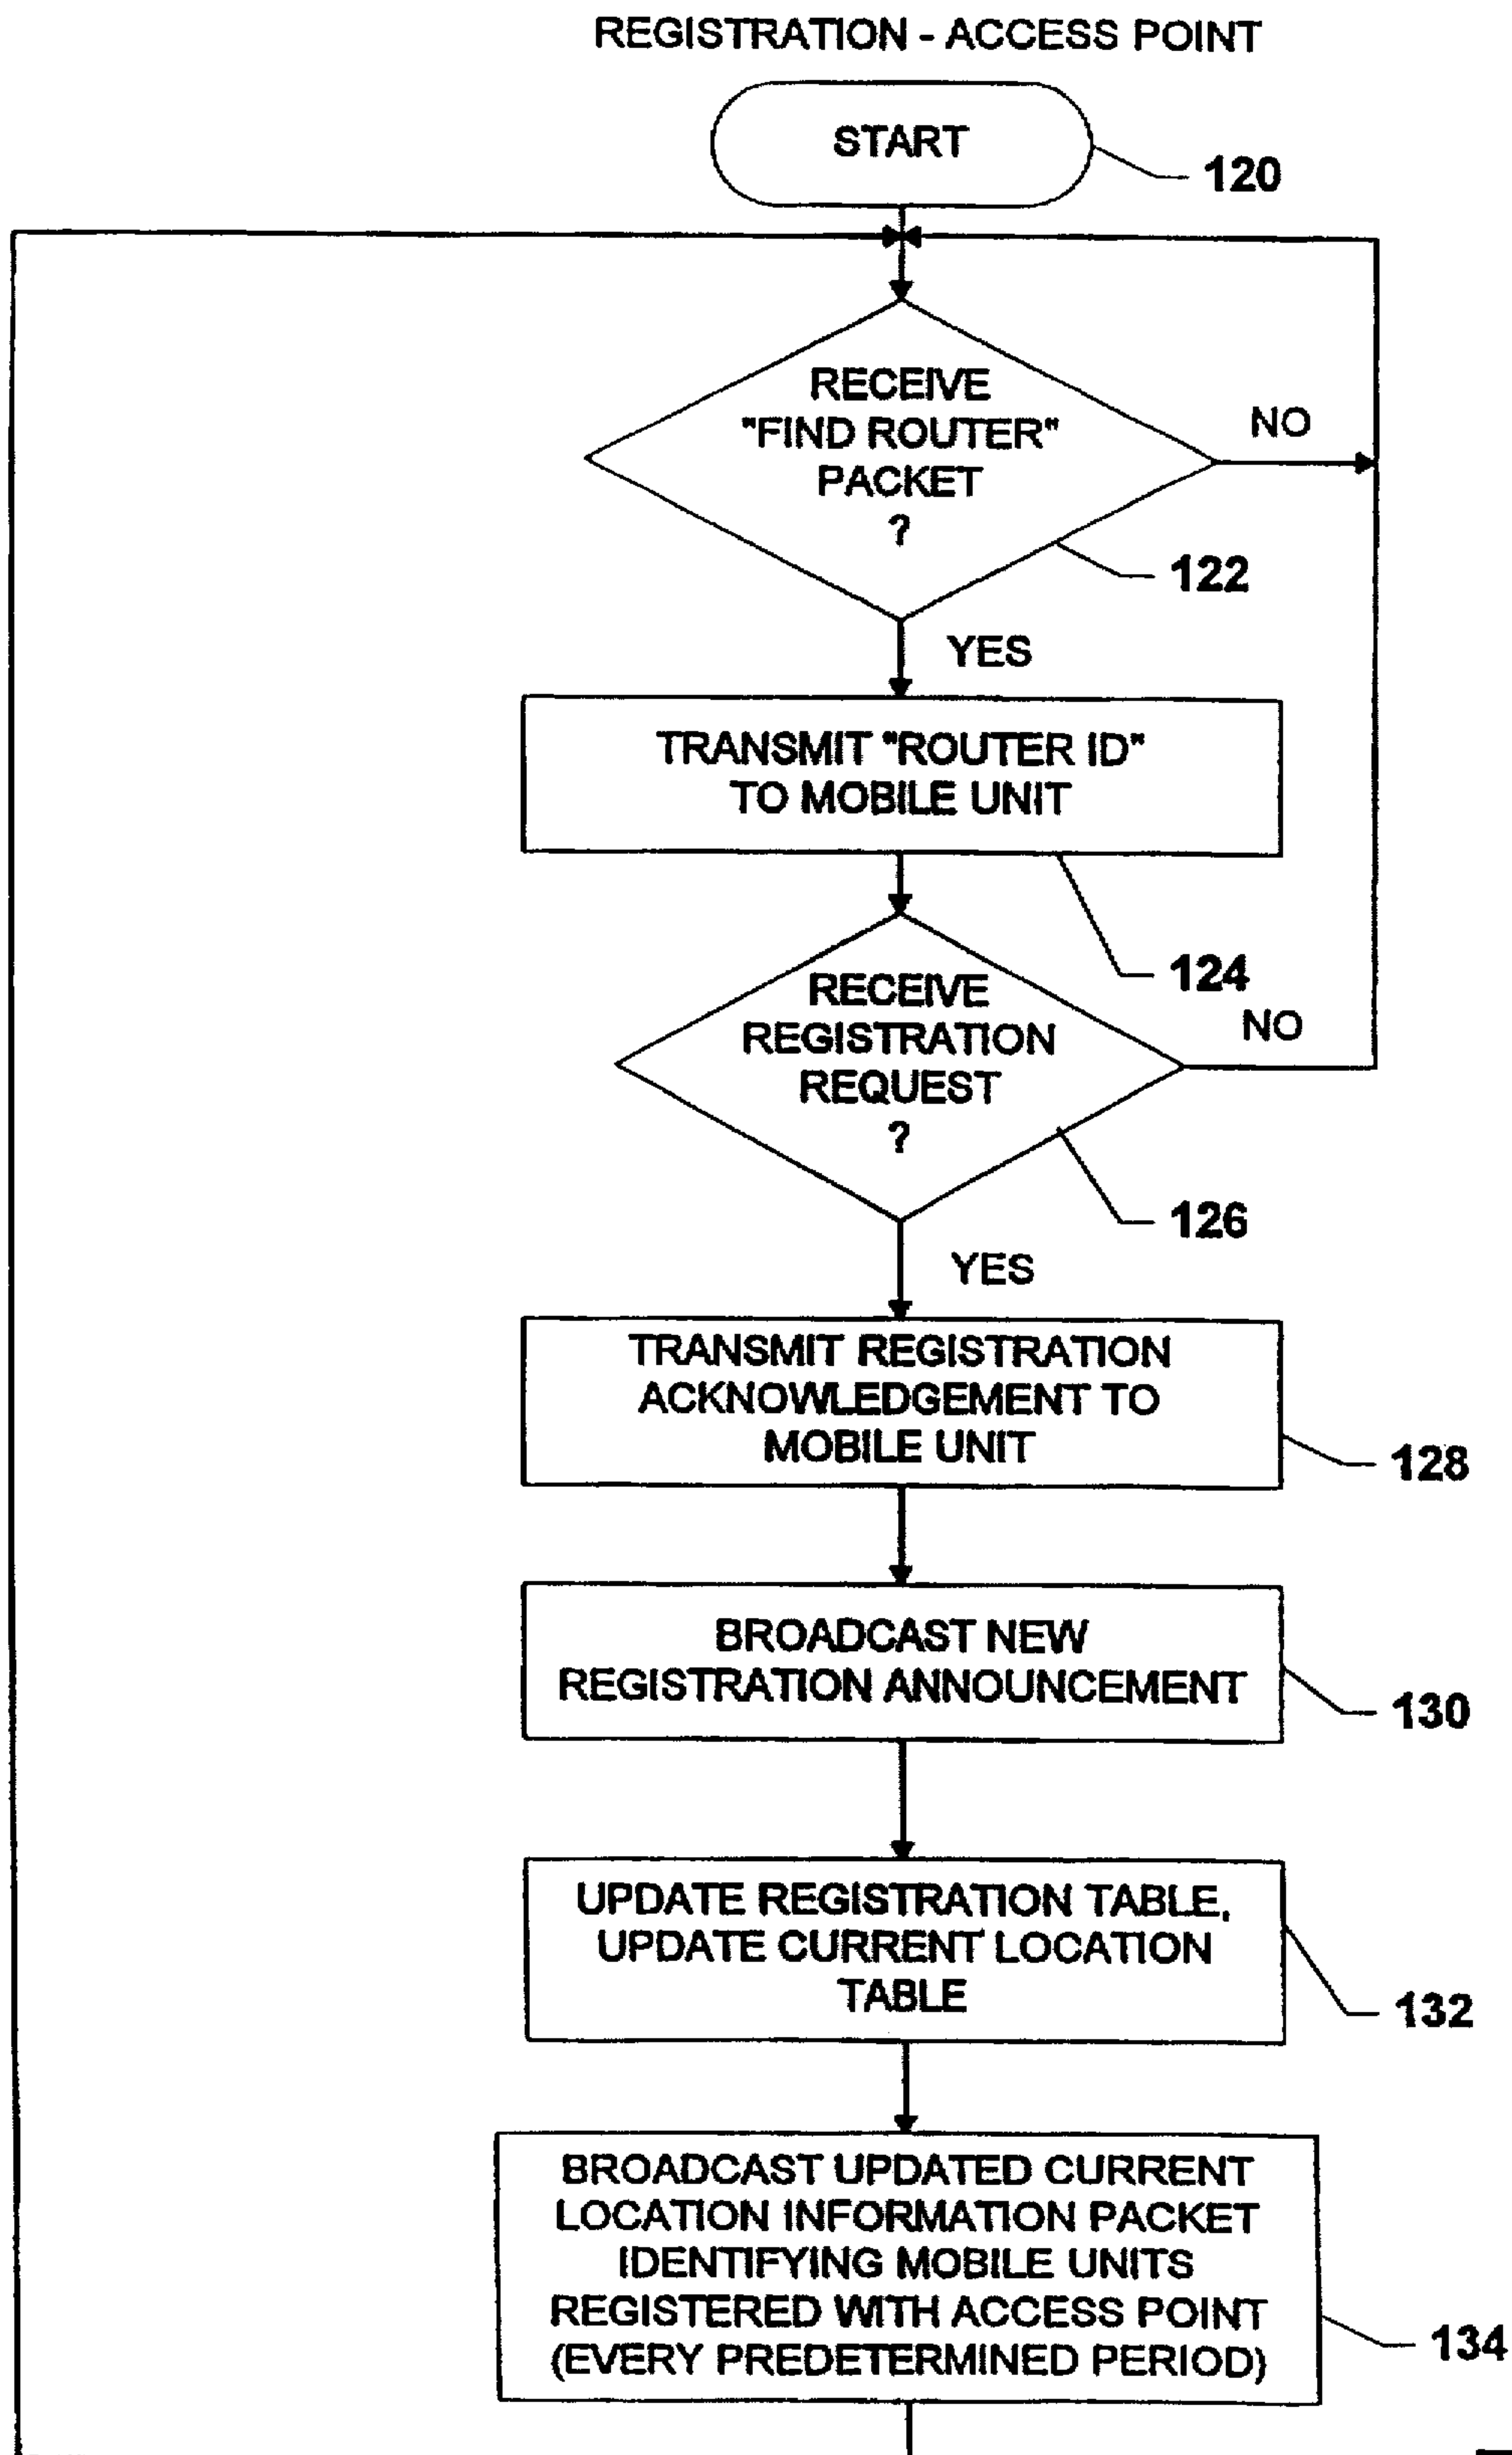 REGISTRATION - ACCESS POINT
START
120
RECEIVE
"FIND ROUTER"
PACKET
?
NO
122
YES
TRANSMIT "ROUTER ID"
TO MOBILE UNIT
124
RECEIVE
REGISTRATION
REQUEST
?
NO
126
YES
TRANSMIT REGISTRATION
ACKNOWLEDGEMENT TO
MOBILE UNIT
128
BROADCAST NEW
REGISTRATION ANNOUNCEMENT
130
UPDATE REGISTRATION TABLE,
UPDATE CURRENT LOCATION
TABLE
132
BROADCAST UPDATED CURRENT
LOCATION INFORMATION PACKET
IDENTIFYING MOBILE UNITS
REGISTERED WITH ACCESS POINT
(EVERY PREDETERMINED PERIOD)
134